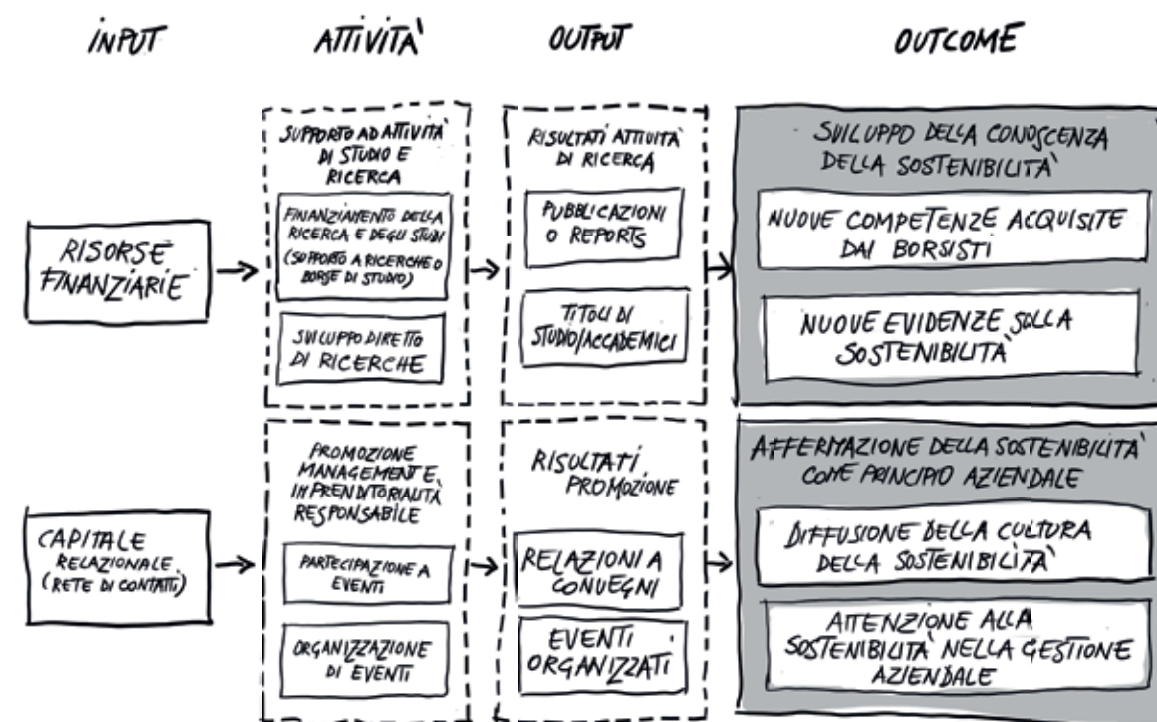 INPUT
ATTIVITÀ
OUTPUT
OUTCOME
RISORSE
FINANZIARIE
SUPPORTO AD ATTIVITÀ
DI STUDIO E
RICERCA
FINANZIAMENTO DELLA
RICERCA E DEGLI STUDI
(SUPPORTO A RICERCHE O
BORSE DI STUDIO)
SVILUPPO DIRETTO
DI RICERCHE
RISULTATI ATTIVITÀ
DI RICERCA
PUBBLICAZIONI
O REPORTS
TITOLI DI
STUDIO/ACCADEMICI
SVILUPPO DELLA CONOSCENZA
DELLA SOSTENIBILITÀ
NUOVE COMPETENZE ACQUISITE
DAI BORSISTI
NUOVE EVIDENZE SULLA
SOSTENIBILITÀ
CAPITALE
RELAZIONALE
(RETE DI CONTATTI)
PROMOZIONE
MANAGEMENT E
IMPRENDITORIALITÀ
RESPONSABILE
PARTECIPAZIONE A
EVENTI
ORGANIZZAZIONE
DI EVENTI
RISULTATI
PROMOZIONE
RELAZIONI A
CONVEGNI
EVENTI
ORGANIZZATI
AFFERMAZIONE DELLA SOSTENIBILITÀ
COME PRINCIPIO AZIENDALE
DIFFUSIONE DELLA CULTURA
DELLA SOSTENIBILITÀ
ATTENZIONE ALLA
SOSTENIBILITÀ NELLA GESTIONE
AZIENDALE